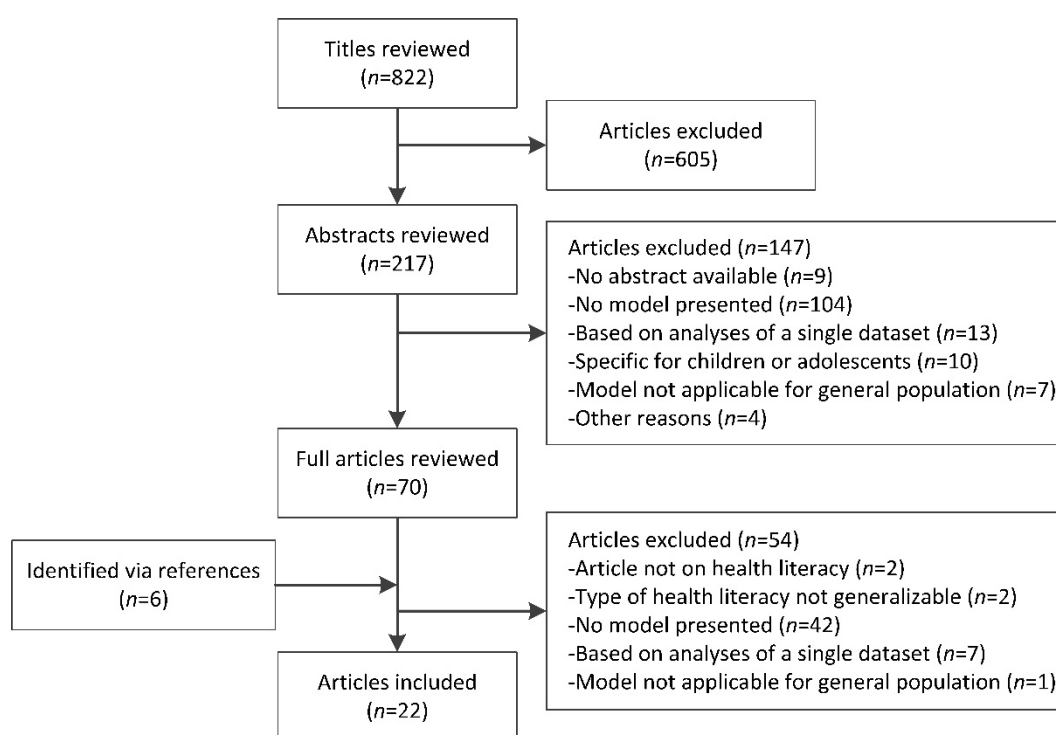 Titles reviewed
(n=822)
Articles excluded
(n=605)
Abstracts reviewed
(n=217)
Articles excluded (n=147)
-No abstract available (n=9)
-No model presented (n=104)
-Based on analyses of a single dataset (n=13)
-Specific for children or adolescents (n=10)
-Model not applicable for general population (n=7)
-Other reasons (n=4)
Full articles reviewed
(n=70)
Identified via references
(n=6)
Articles excluded (n=54)
-Article not on health literacy (n=2)
-Type of health literacy not generalizable (n=2)
-No model presented (n=42)
-Based on analyses of a single dataset (n=7)
-Model not applicable for general population (n=1)
Articles included
(n=22)